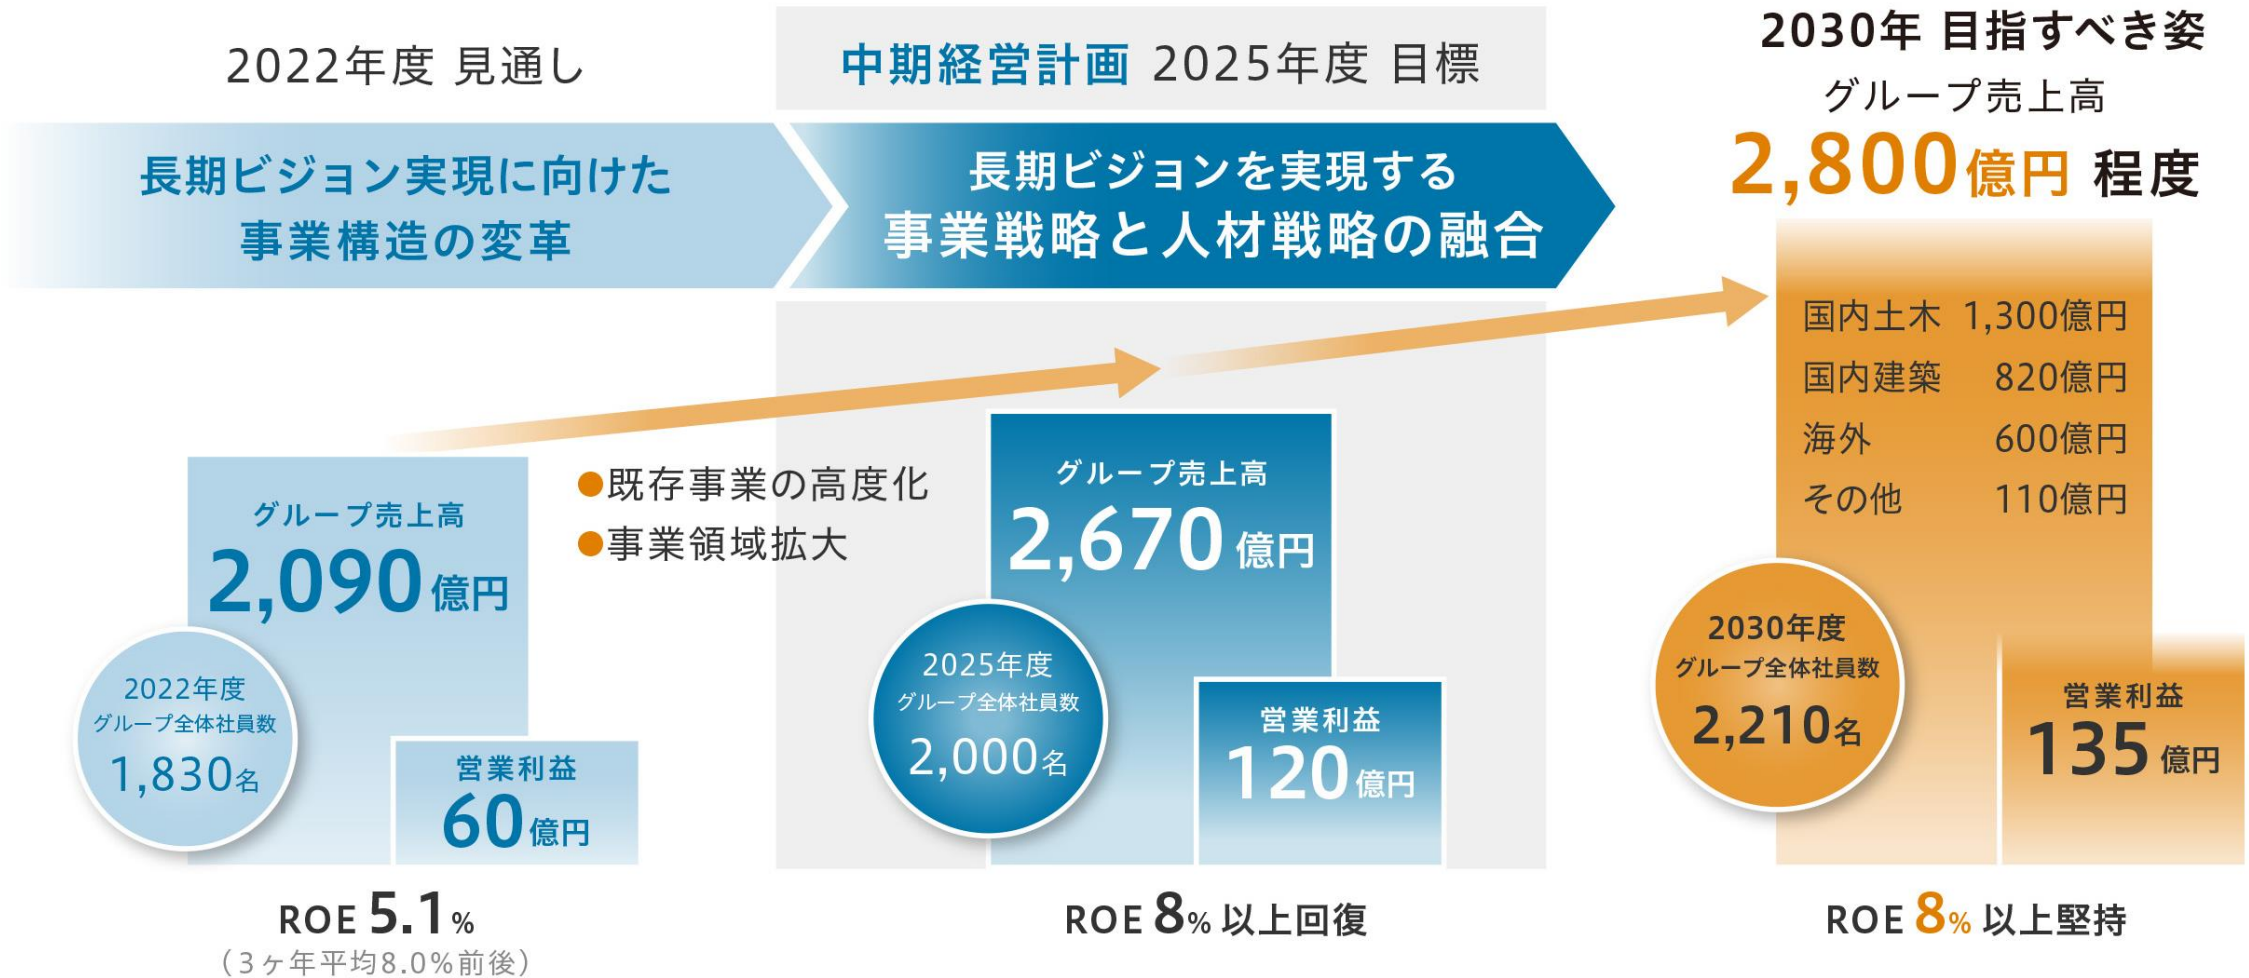 2022年度 見通し
長期ビジョン実現に向けた
事業構造の変革
グループ売上高
2,090億円
2022年度
グループ全体社員数
1,830名
営業利益
60億円
ROE 5.1%
（3ヶ年平均8.0%前後）
●既存事業の高度化
●事業領域拡大
中期経営計画 2025年度 目標
長期ビジョンを実現する
事業戦略と人材戦略の融合
グループ売上高
2,670億円
2025年度
グループ全体社員数
2,000名
営業利益
120億円
ROE 8% 以上回復
2030年 目指すべき姿
グループ売上高
2,800億円 程度
国内土木 1,300億円
国内建築 820億円
海外 600億円
その他 110億円
2030年度
グループ全体社員数
2,210名
営業利益
135億円
ROE 8% 以上堅持